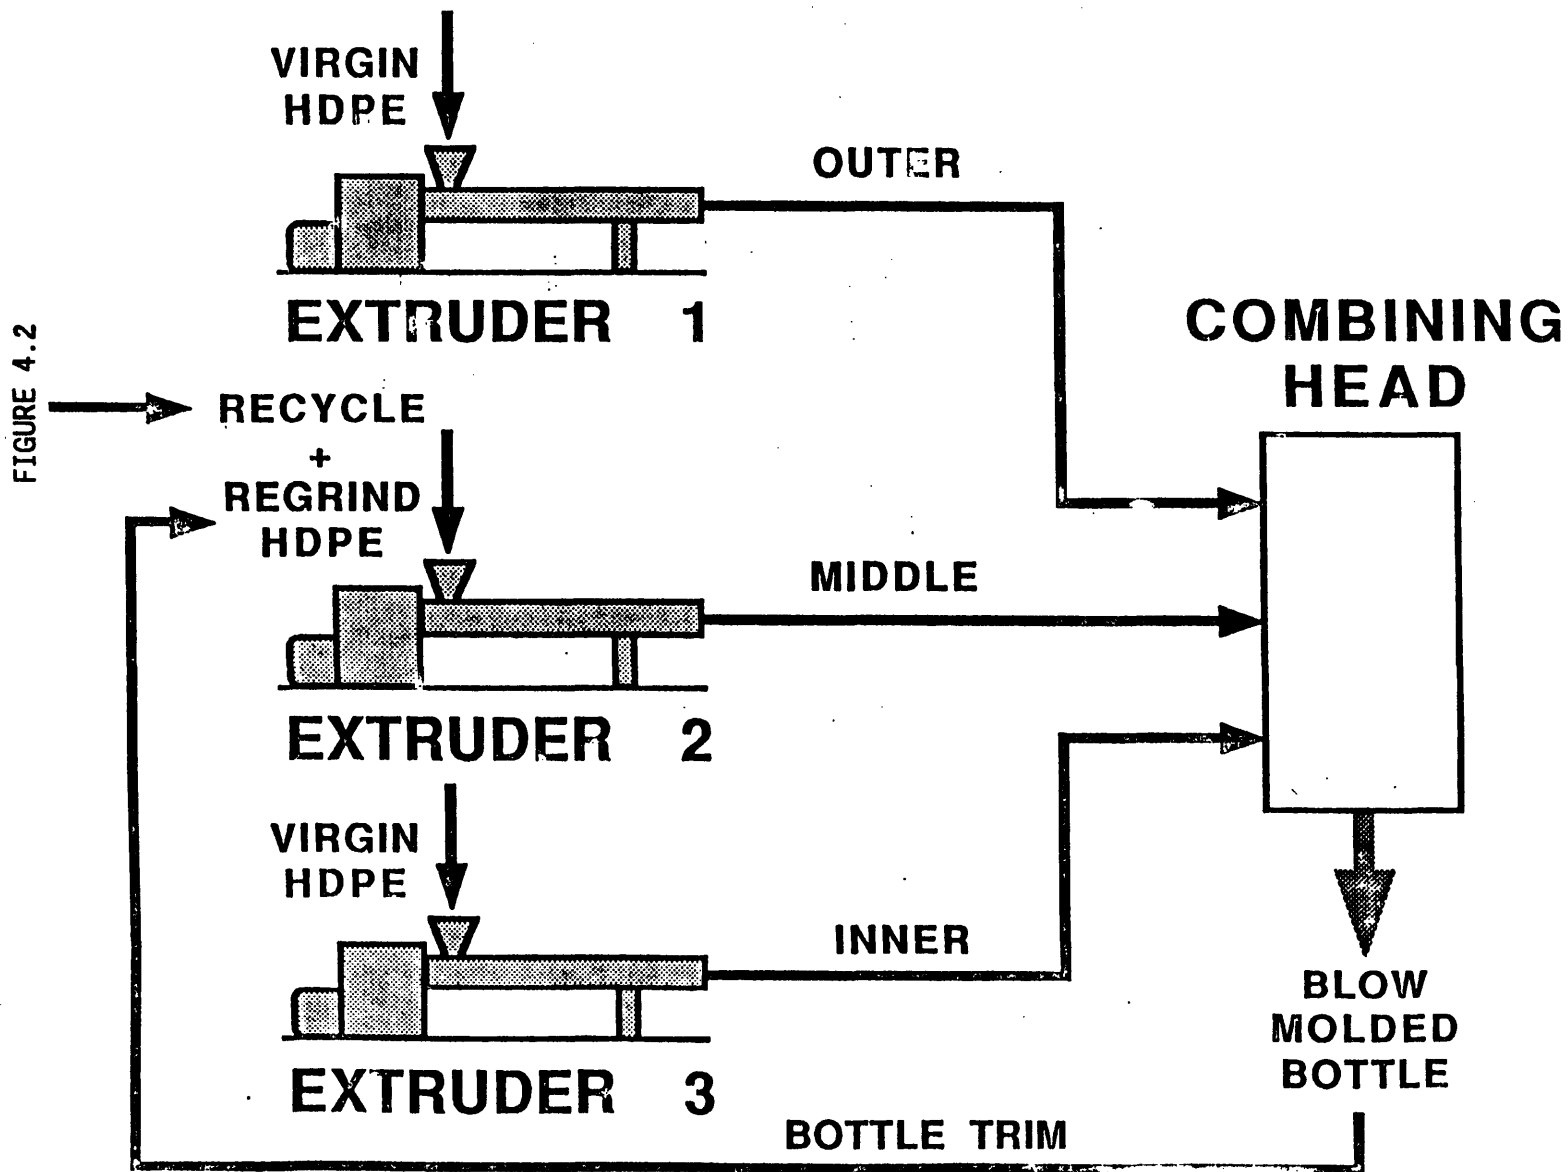 FIGURE 4.2
VIRGIN
HDPE
OUTER
EXTRUDER 1
COMBINING
HEAD
RECYCLE
+
REGRIND
HDPE
MIDDLE
EXTRUDER 2
VIRGIN
HDPE
INNER
EXTRUDER 3
BLOW
MOLDED
BOTTLE
BOTTLE TRIM